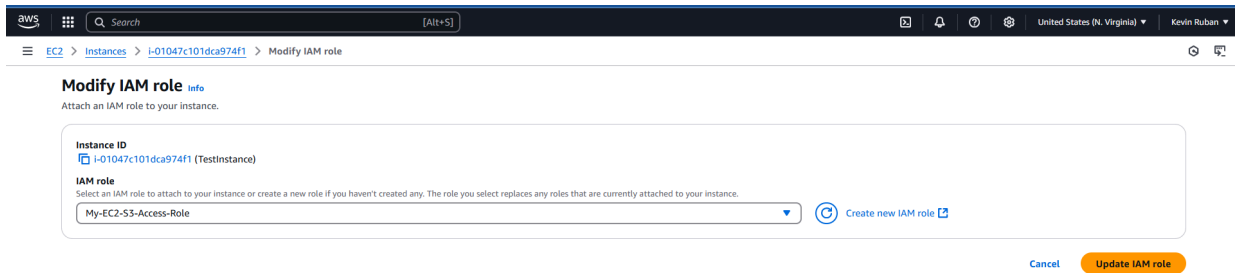 aws Search [Alt+S] United States (N. Virginia) Kevin Ruban
EC2 > Instances > i-01047c101dca974f1 > Modify IAM role
Modify IAM role Info
Attach an IAM role to your instance.
Instance ID
i-01047c101dca974f1 (TestInstance)
IAM role
Select an IAM role to attach to your instance or create a new role if you haven't created any. The role you select replaces any roles that are currently attached to your instance.
My-EC2-S3-Access-Role Create new IAM role
Cancel Update IAM role